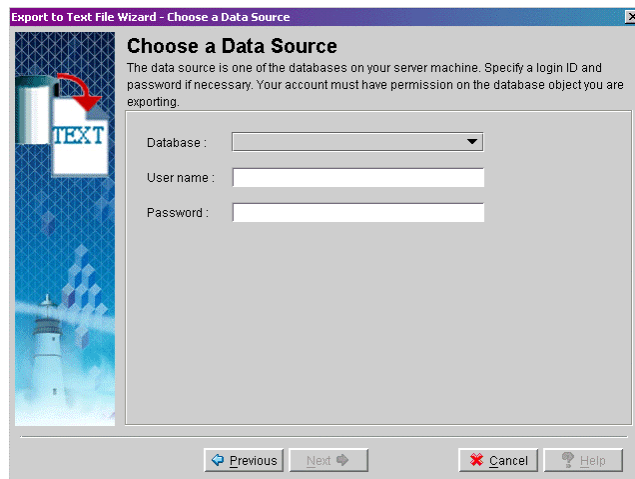 Export to Text File Wizard - Choose a Data Source
Choose a Data Source
The data source is one of the databases on your server machine. Specify a login ID and
password if necessary. Your account must have permission on the database object you are
exporting.
TEXT
Database :
User name :
Password :
Previous
Next
Cancel
Help